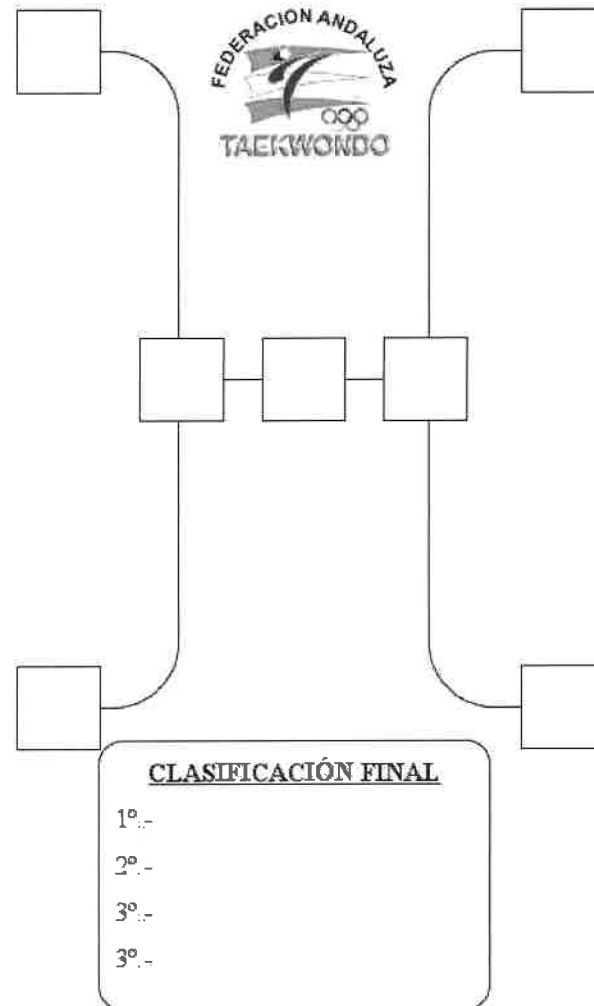 FEDERACION ANDALUZA
TAEKWONDO
CLASIFICACIÓN FINAL
1º.-
2º.-
3º.-
3º.-